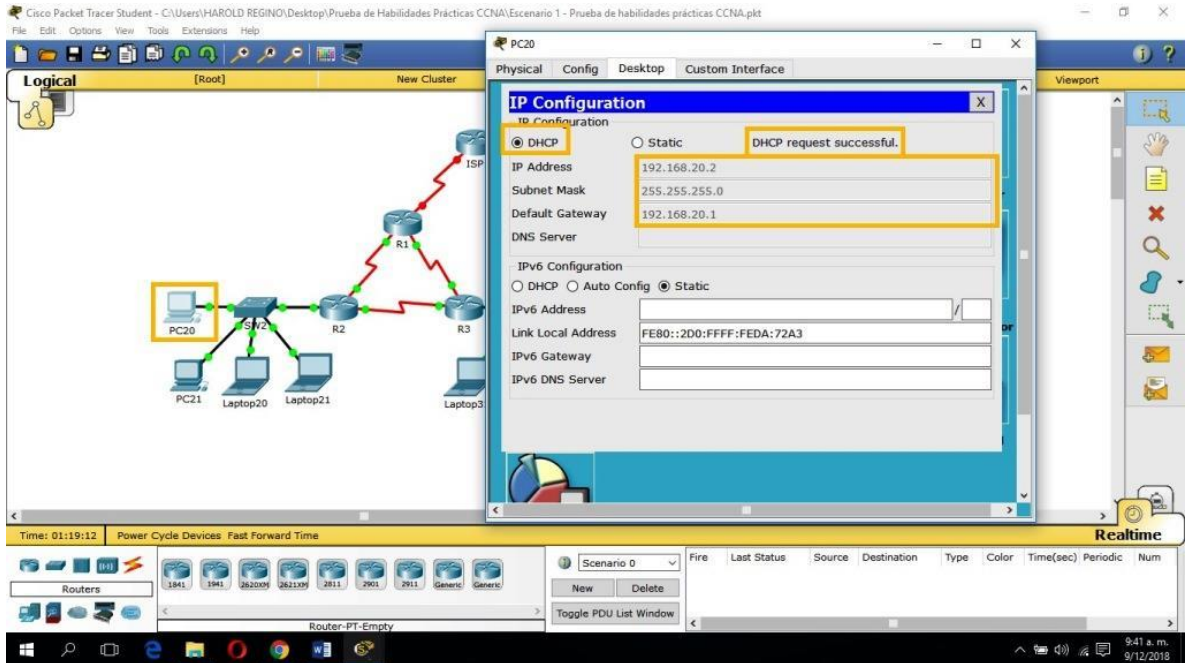 Cisco Packet Tracer Student - C:\Users\HAROLD REGINO\Desktop\Prueba de Habilidades Prácticas CCNA\Escenario 1 - Prueba de habilidades prácticas CCNA.pkt
File Edit Options View Tools Extensions Help
Logical [Root] New Cluster Viewport
PC20
Physical Config Desktop Custom Interface
IP Configuration X
IP Configuration
DHCP Static DHCP request successful.
IP Address 192.168.20.2
Subnet Mask 255.255.255.0
Default Gateway 192.168.20.1
DNS Server
IPv6 Configuration
DHCP Auto Config Static
IPv6 Address /
Link Local Address FE80::2D0:FFFF:FEDA:72A3
IPv6 Gateway
IPv6 DNS Server
ISP
R1
PC20 SW2 R2 R3
PC21 Laptop20 Laptop21 Laptop3
or
Time: 01:19:12 Power Cycle Devices Fast Forward Time Realtime
Routers
1841 1941 2620XM 2621XM 2811 2901 2911 Generic Generic
Router-PT-Empty
Scenario 0
New Delete
Toggle PDU List Window
Fire Last Status Source Destination Type Color Time(sec) Periodic Num
9:41 a. m.
9/12/2018